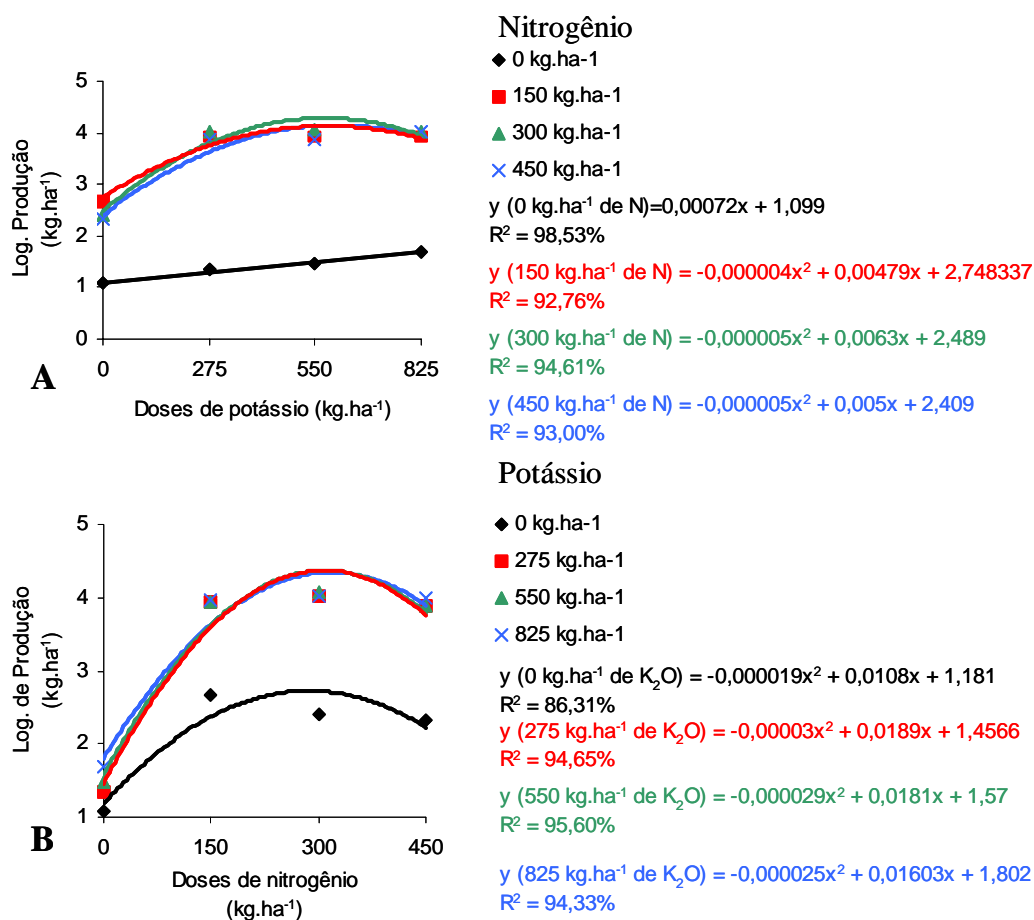 Nitrogênio
0 kg.ha-1
150 kg.ha-1
300 kg.ha-1
450 kg.ha-1
y (0 kg.ha⁻¹ de N)=0,00072x + 1,099
R² = 98,53%
y (150 kg.ha⁻¹ de N) = -0,000004x² + 0,00479x + 2,748337
R² = 92,76%
y (300 kg.ha⁻¹ de N) = -0,000005x² + 0,0063x + 2,489
R² = 94,61%
y (450 kg.ha⁻¹ de N) = -0,000005x² + 0,005x + 2,409
R² = 93,00%
Log. Produção
(kg.ha⁻¹)
5
4
3
2
1
0
0 275 550 825
A
Doses de potássio (kg.ha⁻¹)
Potássio
0 kg.ha-1
275 kg.ha-1
550 kg.ha-1
825 kg.ha-1
y (0 kg.ha⁻¹ de K₂O) = -0,000019x² + 0,0108x + 1,181
R² = 86,31%
y (275 kg.ha⁻¹ de K₂O) = -0,00003x² + 0,0189x + 1,4566
R² = 94,65%
y (550 kg.ha⁻¹ de K₂O) = -0,000029x² + 0,0181x + 1,57
R² = 95,60%
y (825 kg.ha⁻¹ de K₂O) = -0,000025x² + 0,01603x + 1,802
R² = 94,33%
Log. de Produção
(kg.ha⁻¹)
5
4
3
2
1
0 150 300 450
B
Doses de nitrogênio
(kg.ha⁻¹)